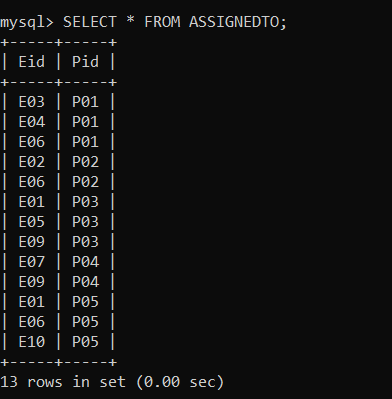 mysql> SELECT * FROM ASSIGNEDTO;
+-----+-----+
| Eid | Pid |
+-----+-----+
| E03 | P01 |
| E04 | P01 |
| E06 | P01 |
| E02 | P02 |
| E06 | P02 |
| E01 | P03 |
| E05 | P03 |
| E09 | P03 |
| E07 | P04 |
| E09 | P04 |
| E01 | P05 |
| E06 | P05 |
| E10 | P05 |
+-----+-----+
13 rows in set (0.00 sec)